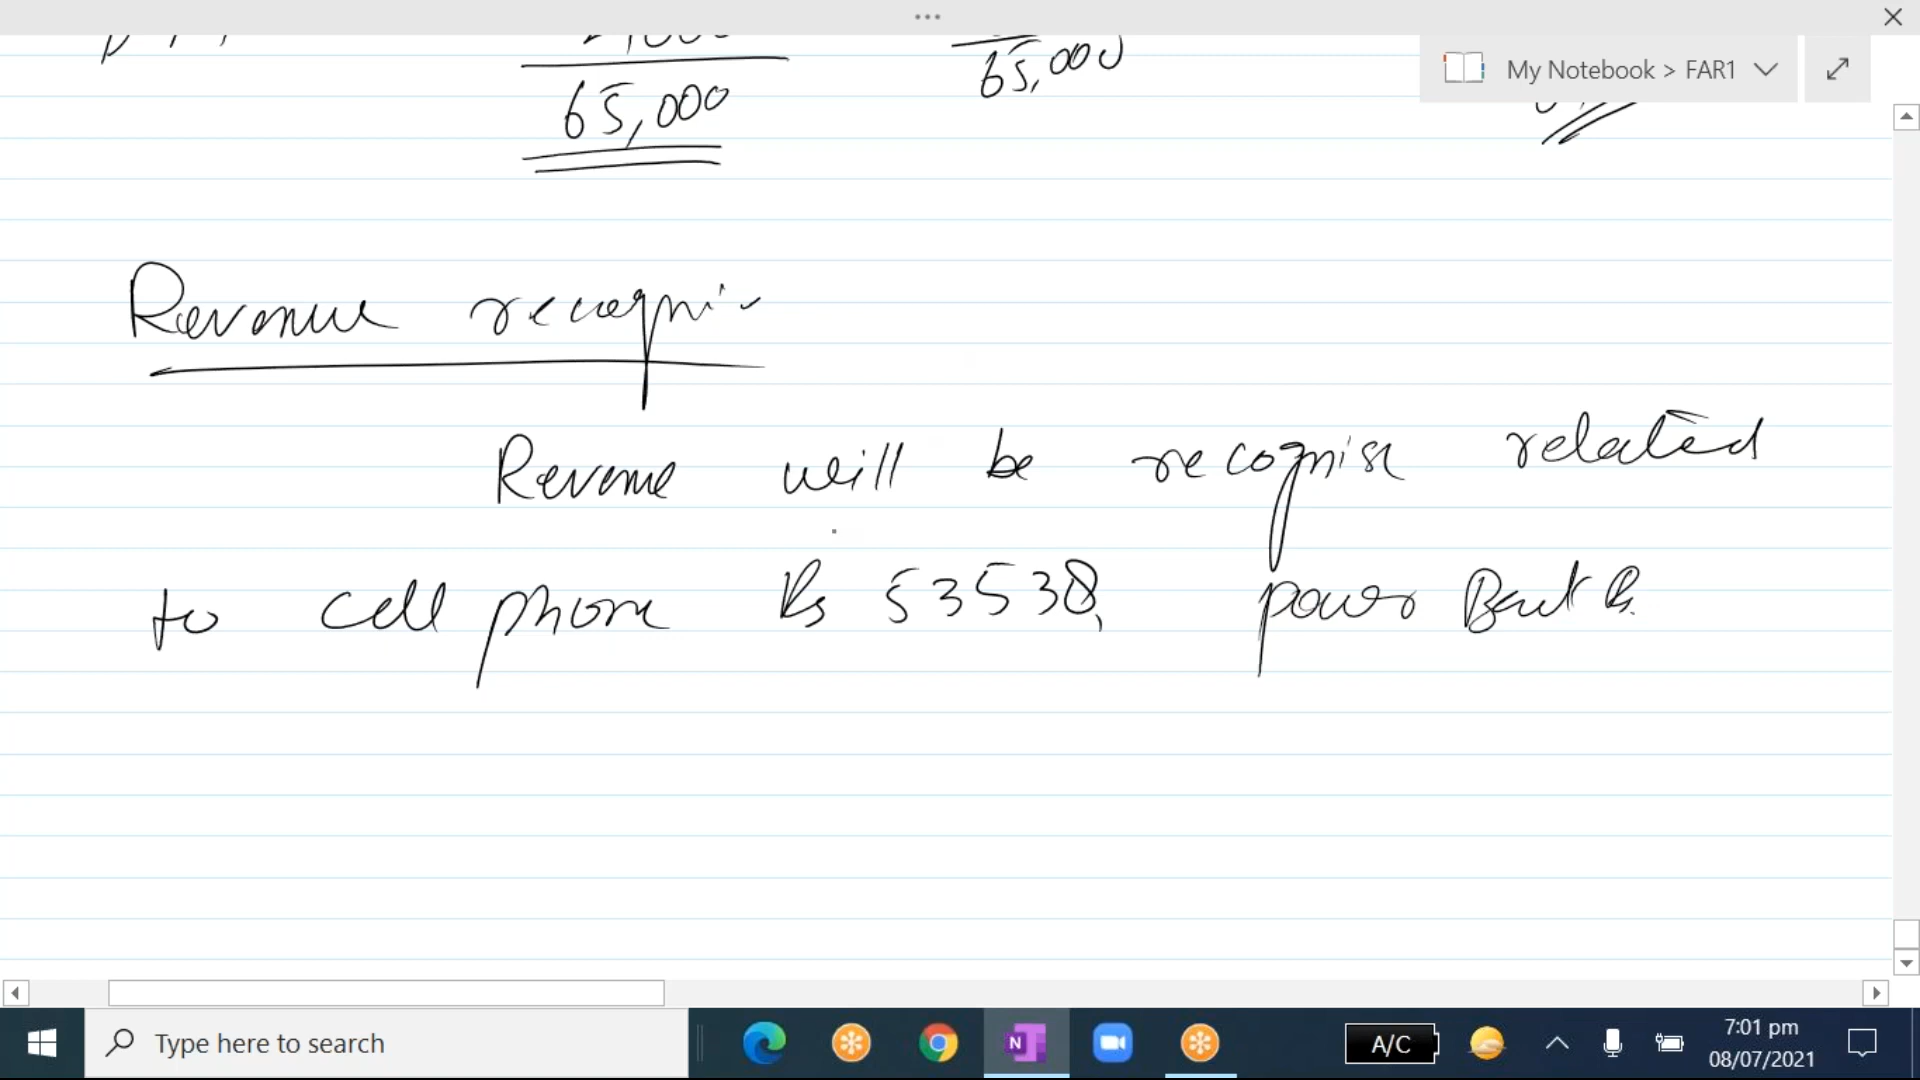 My Notebook > FAR1
65,000
65,000
Revenue recogni
Revenue will be recognise related
to cell phone Rs 53538, power Bank Rs
Type here to search
N
A/C
7:01 pm
08/07/2021